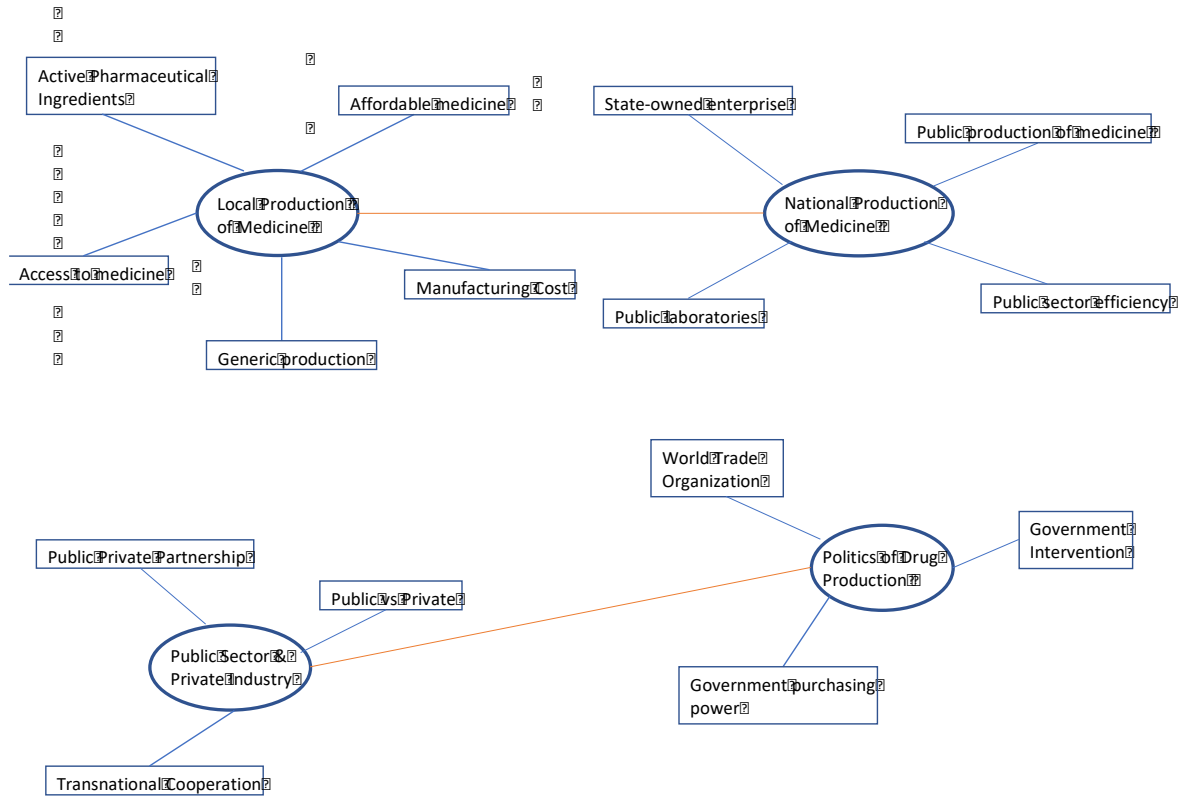 Active Pharmaceutical
Ingredients
Affordable medicine
State-owned enterprise
Public production of medicine
Local Production
of Medicine
National Production
of Medicine
Access to medicine
Manufacturing Cost
Public laboratories
Public sector efficiency
Generic production
World Trade
Organization
Government
Intervention
Public Private Partnership
Politics of Drug
Production
Public vs Private
Public Sector &
Private Industry
Government purchasing
power
Transnational Cooperation